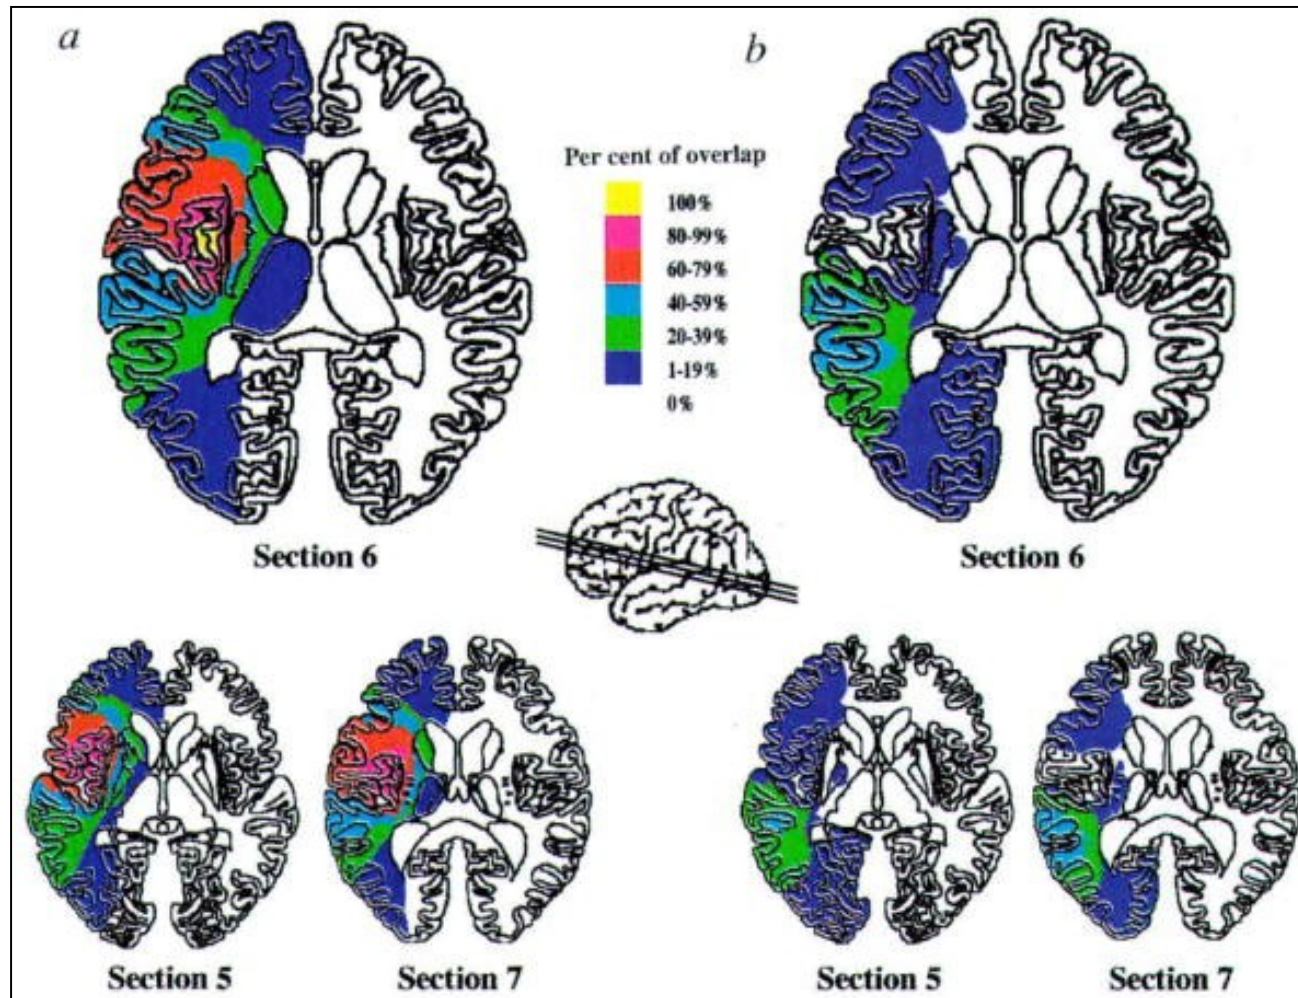 a
b
Per cent of overlap
100%
80-99%
60-79%
40-59%
20-39%
1-19%
0%
Section 6
Section 6
Section 5
Section 7
Section 5
Section 7